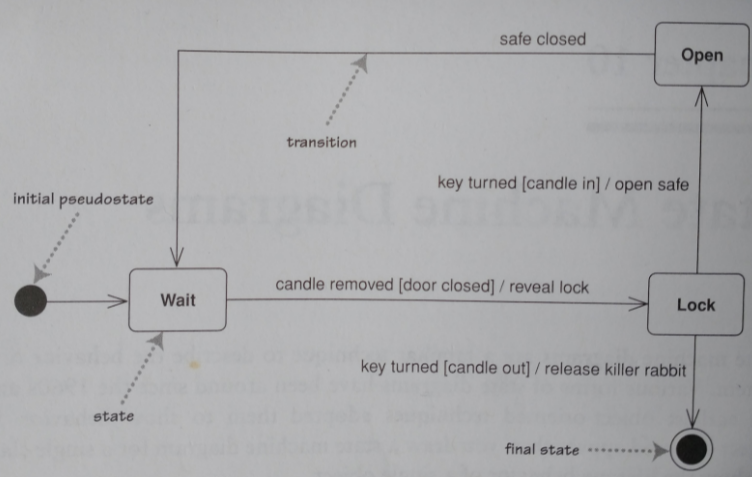 safe closed
Open
transition
key turned [candle in] / open safe
initial pseudostate
Wait
candle removed [door closed] / reveal lock
Lock
key turned [candle out] / release killer rabbit
state
final state